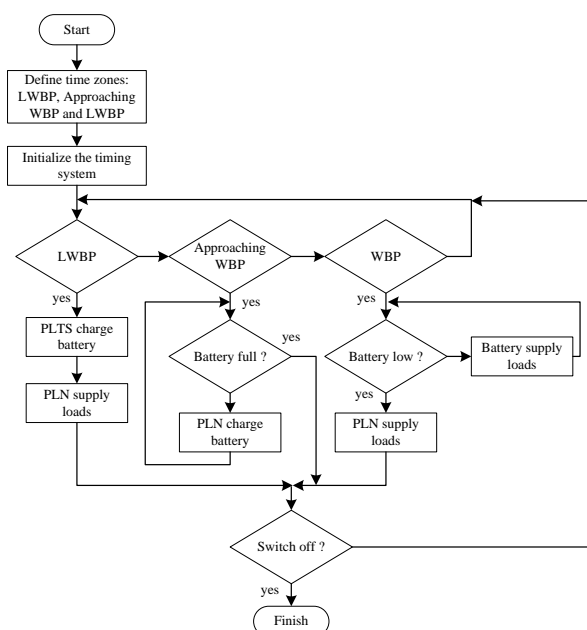 Start
Define time zones:
LWBP, Approaching
WBP and LWBP
Initialize the timing
system
LWBP
Approaching
WBP
WBP
yes
yes
yes
PLTS charge
battery
Battery full ?
yes
Battery low ?
Battery supply
loads
yes
PLN supply
loads
PLN charge
battery
PLN supply
loads
Switch off ?
yes
Finish